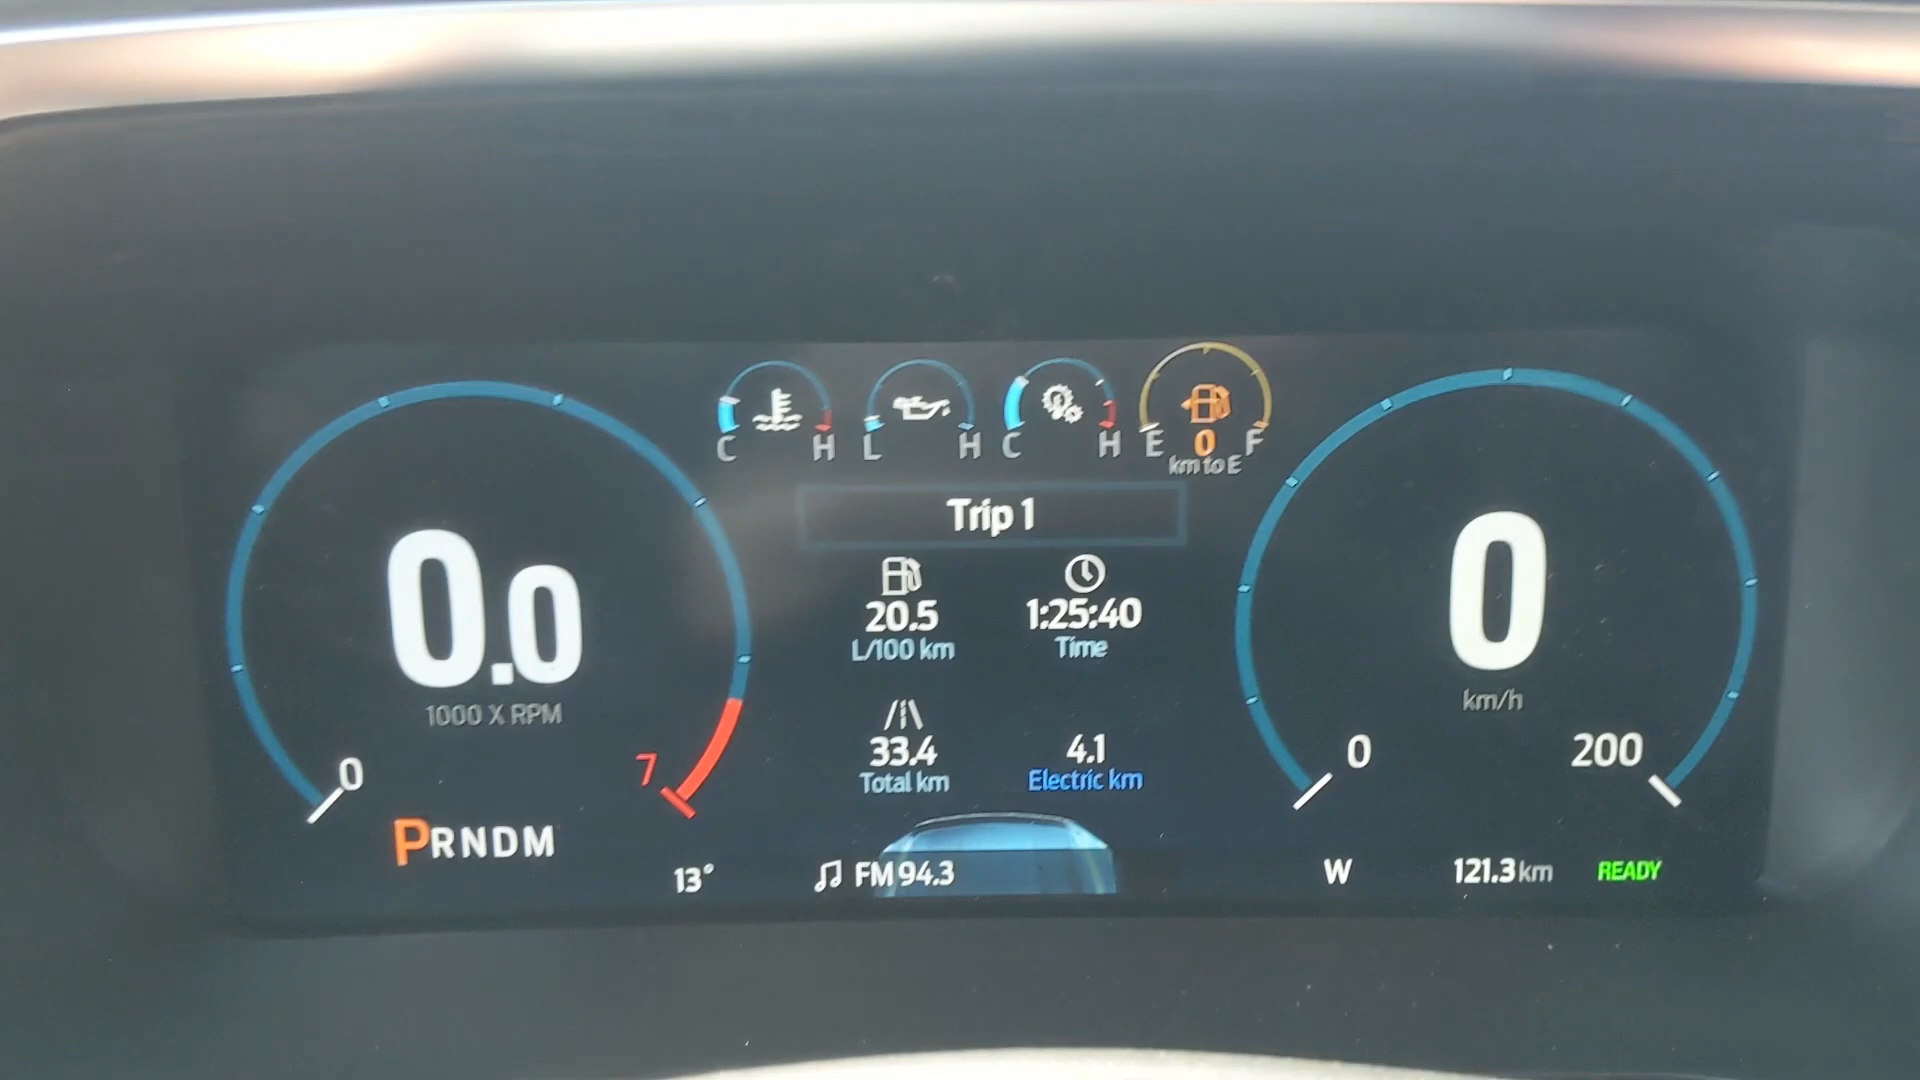 C H L H C H E 0 F
km to E
Trip 1
20.5 1:25:40
L/100 km Time
33.4 4.1
Total km Electric km
0.0
1000 X RPM
0 7
PRNDM
13°
FM 94.3
0
km/h
0 200
W 121.3 km READY